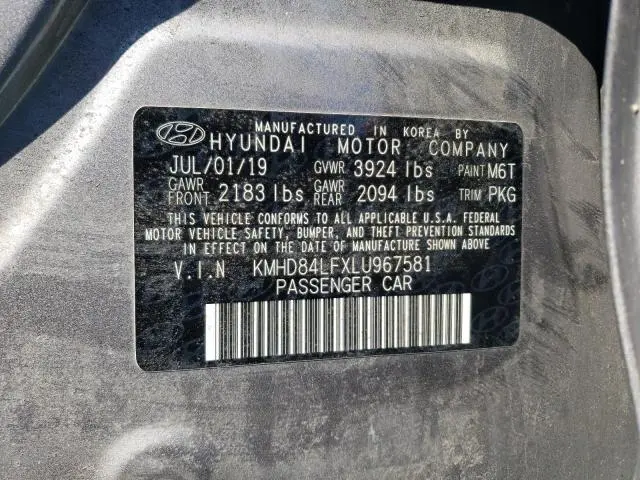 MANUFACTURED IN KOREA BY
HYUNDAI MOTOR COMPANY
JUL/01/19 GVWR 3924 lbs PAINT M6T
GAWR FRONT 2183 lbs GAWR REAR 2094 lbs TRIM PKG
THIS VEHICLE CONFORMS TO ALL APPLICABLE U.S.A. FEDERAL
MOTOR VEHICLE SAFETY, BUMPER, AND THEFT PREVENTION STANDARDS
IN EFFECT ON THE DATE OF MANUFACTURE SHOWN ABOVE.
V.I.N KMHD84LFXLU967581
PASSENGER CAR